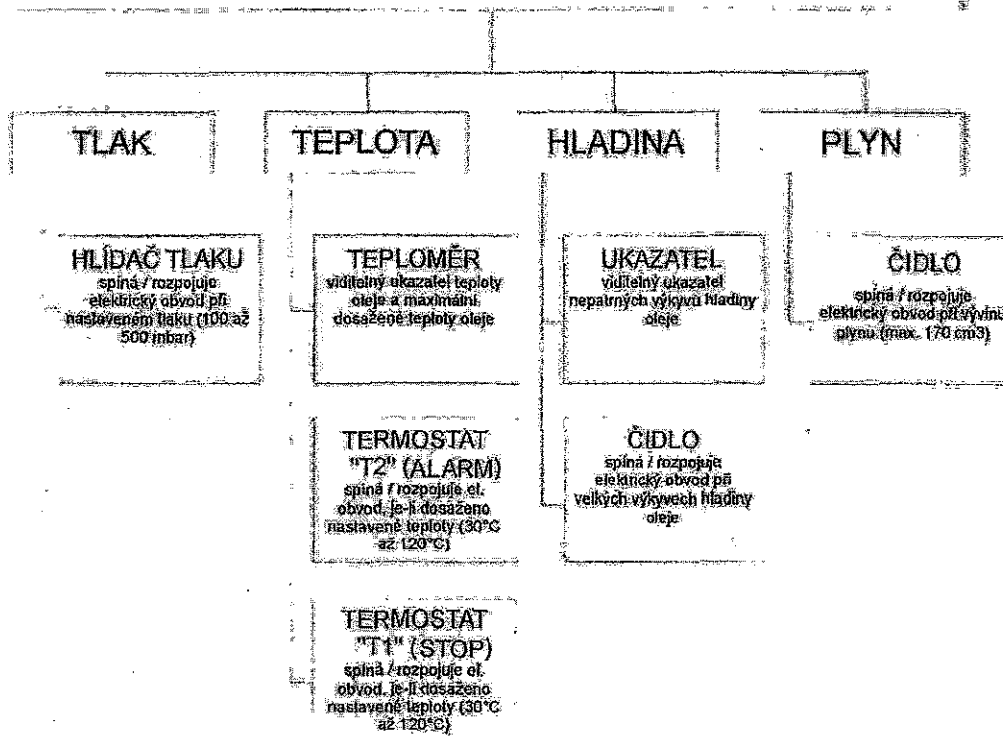 TLAK
TEPLOTA
HLADINA
PLYN
HLÍDAČ TLAKU
spíná / rozpojuje
elektrický obvod při
nastaveném tlaku (100 až
500 mbar)
TEPLOMĚR
viditelný ukazatel teploty
oleje a maximální
dosažené teploty oleje
UKAZATEL
viditelný ukazatel
nepatrných výkyvů hladiny
oleje
ČIDLO
spíná / rozpojuje
elektrický obvod při vývinu
plynu (max. 170 cm3)
TERMOSTAT
"T2" (ALARM)
spíná / rozpojuje el.
obvod, je-li dosaženo
nastavené teploty (30°C
až 120°C)
ČIDLO
spíná / rozpojuje
elektrický obvod při
velkých výkyvech hladiny
oleje
TERMOSTAT
"T1" (STOP)
spíná / rozpojuje el.
obvod, je-li dosaženo
nastavené teploty (30°C
až 120°C)